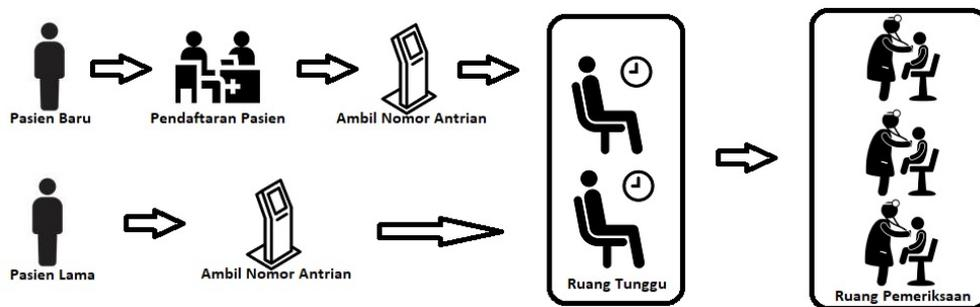 Pasien Baru
Pendaftaran Pasien
Ambil Nomor Antrian
Pasien Lama
Ambil Nomor Antrian
Ruang Tunggu
Ruang Pemeriksaan